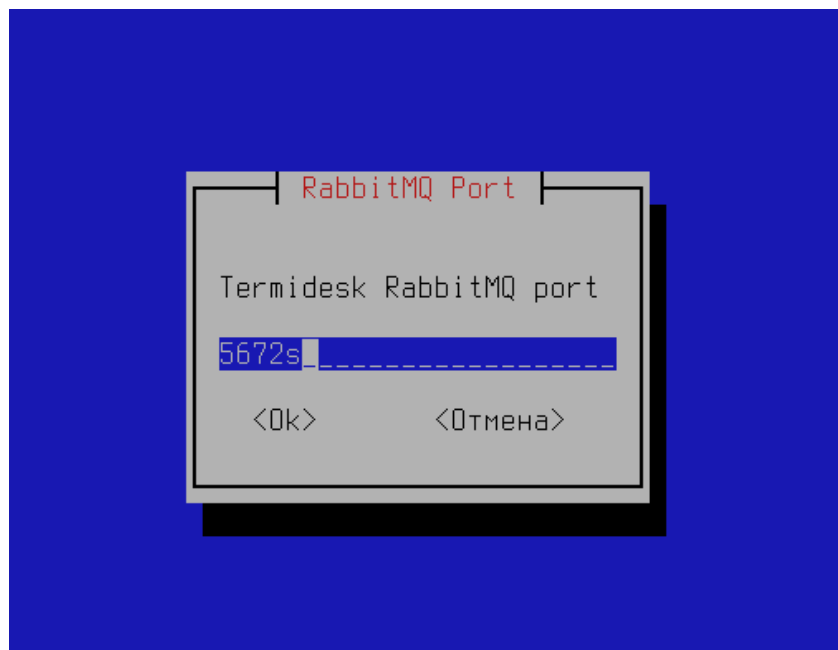 RabbitMQ Port
Termidesk RabbitMQ port
5672s
<Ok> <Отмена>